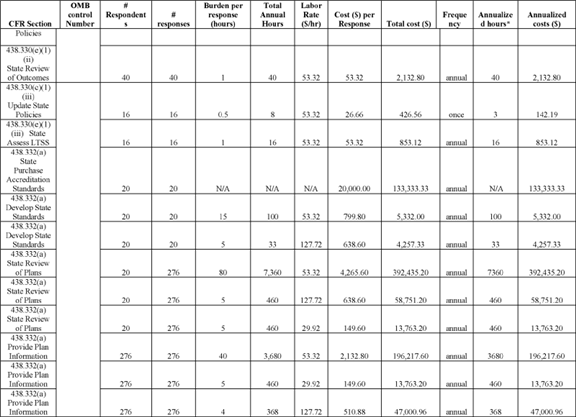 CFR Section | OMB control Number | # Respondent s | # responses | Burden per response (hours) | Total Annual Hours | Labor Rate ($/hr) | Cost ($) per Response | Total cost ($) | Freque ncy | Annualize d hours* | Annualized costs ($)
Policies
438.330(e)(1) (ii) State Review of Outcomes | 40 | 40 | 1 | 40 | 53.32 | 53.32 | 2,132.80 | annual | 40 | 2,132.80
438.330(c)(1) (iii) Update State Policies | 16 | 16 | 0.5 | 8 | 53.32 | 26.66 | 426.56 | once | 3 | 142.19
438.330(e)(1) (iii) State Assess LTSS | 16 | 16 | 1 | 16 | 53.32 | 53.32 | 853.12 | annual | 16 | 853.12
438.332(a) State Purchase Accreditation Standards | 20 | 20 | N/A | N/A | N/A | 20,000.00 | 133,333.33 | annual | N/A | 133,333.33
438.332(a) Develop State Standards | 20 | 20 | 15 | 100 | 53.32 | 799.80 | 5,332.00 | annual | 100 | 5,332.00
438.332(a) Develop State Standards | 20 | 20 | 5 | 33 | 127.72 | 638.60 | 4,257.33 | annual | 33 | 4,257.33
438.332(a) State Review of Plans | 20 | 276 | 80 | 7,360 | 53.32 | 4,265.60 | 392,435.20 | annual | 7360 | 392,435.20
438.332(a) State Review of Plans | 20 | 276 | 5 | 460 | 127.72 | 638.60 | 58,751.20 | annual | 460 | 58,751.20
438.332(a) State Review of Plans | 20 | 276 | 5 | 460 | 29.92 | 149.60 | 13,763.20 | annual | 460 | 13,763.20
438.332(a) Provide Plan Information | 276 | 276 | 40 | 3,680 | 53.32 | 2,132.80 | 196,217.60 | annual | 3680 | 196,217.60
438.332(a) Provide Plan Information | 276 | 276 | 5 | 460 | 29.92 | 149.60 | 13,763.20 | annual | 460 | 13,763.20
438.332(a) Provide Plan Information | 276 | 276 | 4 | 368 | 127.72 | 510.88 | 47,000.96 | annual | 368 | 47,000.96